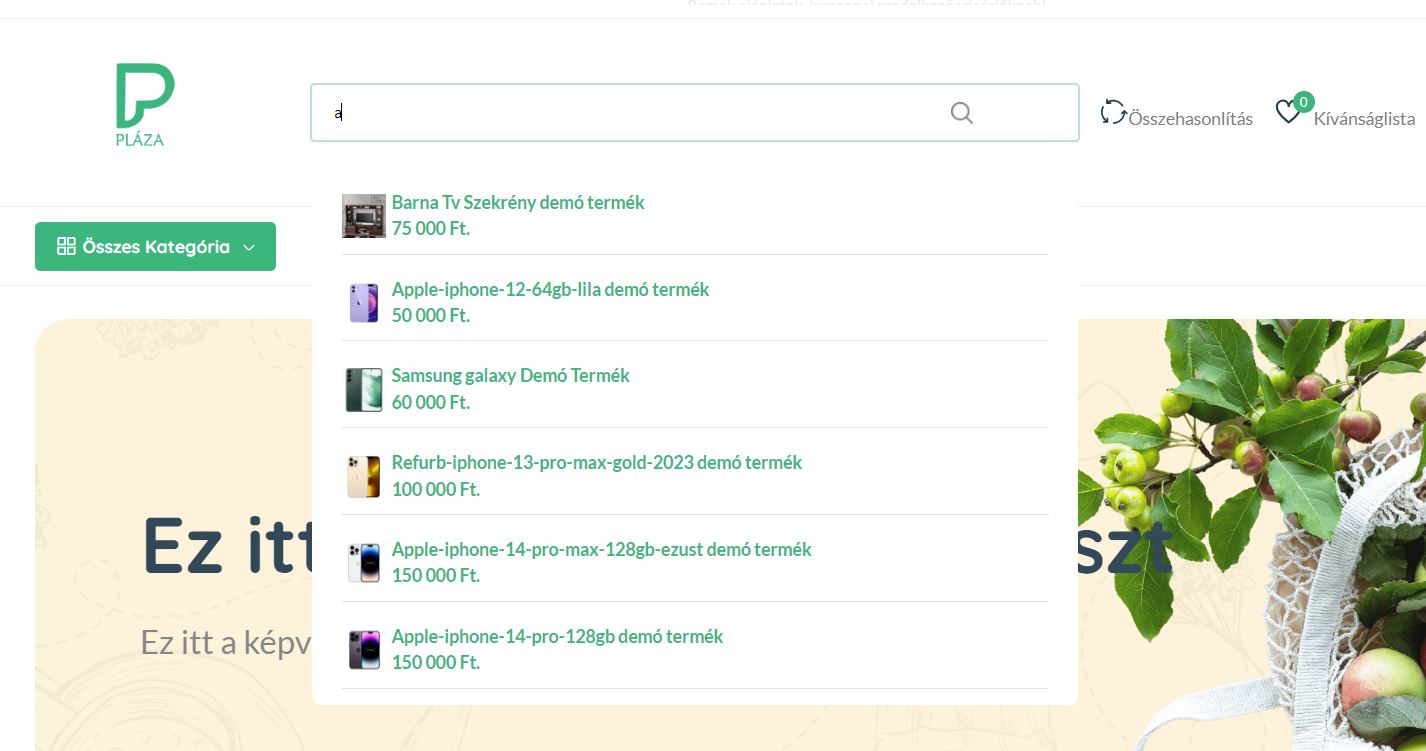 PLÁZA
a
Összehasonlítás
0
Kívánságlista
Összes Kategória
Barna Tv Szekrény demó termék
75 000 Ft.
Apple-iphone-12-64gb-lila demó termék
50 000 Ft.
Samsung galaxy Demó Termék
60 000 Ft.
Refurb-iphone-13-pro-max-gold-2023 demó termék
100 000 Ft.
Apple-iphone-14-pro-max-128gb-ezust demó termék
150 000 Ft.
Apple-iphone-14-pro-128gb demó termék
150 000 Ft.
Ez itt
szt
Ez itt a képv